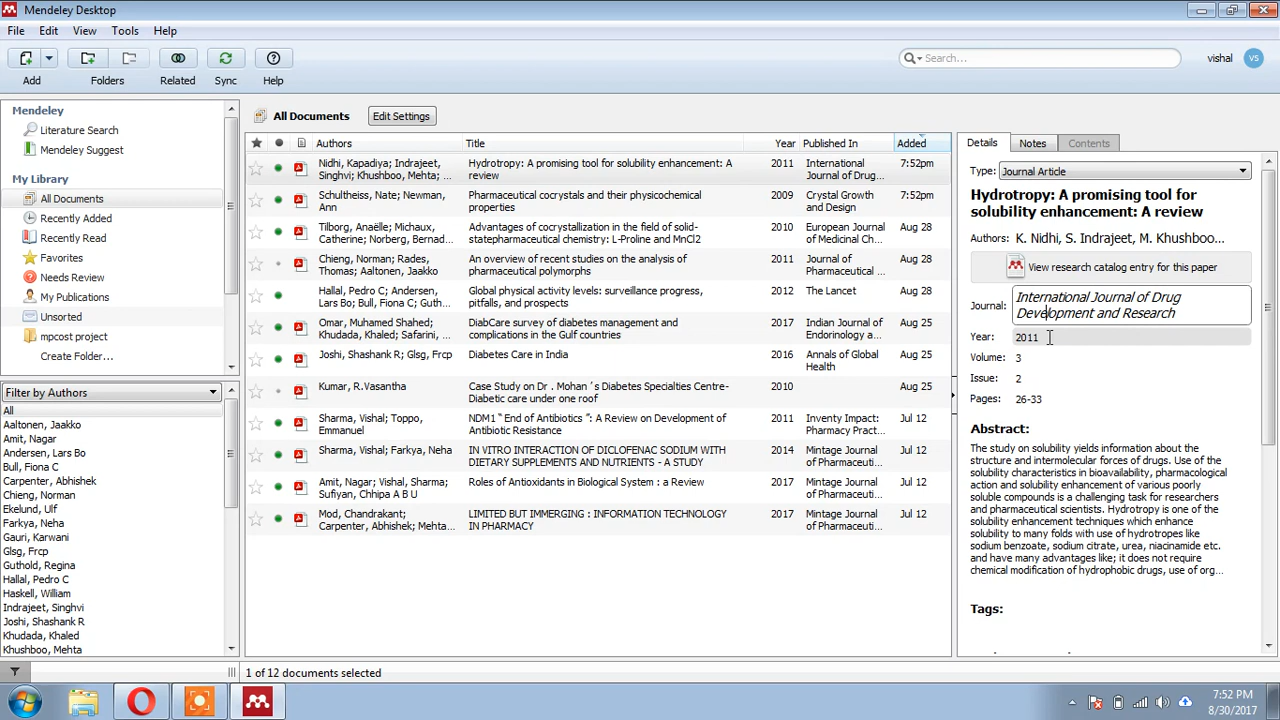 Mendeley Desktop
File Edit View Tools Help
Add Folders Related Sync Help
Search...
vishal VS
Mendeley
Literature Search
Mendeley Suggest
My Library
All Documents
Recently Added
Recently Read
Favorites
Needs Review
My Publications
Unsorted
mpcost project
Create Folder...
Filter by Authors
All
Aaltonen, Jaakko
Amit, Nagar
Andersen, Lars Bo
Bull, Fiona C
Carpenter, Abhishek
Chieng, Norman
Ekelund, Ulf
Farkya, Neha
Gauri, Karwani
Glsg, Frcp
Guthold, Regina
Hallal, Pedro C
Haskell, William
Indrajeet, Singhvi
Joshi, Shashank R
Khudada, Khaled
Khushboo, Mehta
All Documents Edit Settings
Authors Title Year Published In Added
Nidhi, Kapadiya; Indrajeet, Hydrotropy: A promising tool for solubility enhancement: A 2011 International 7:52pm
Singhvi; Khushboo, Mehta; ... review Journal of Drug...
Schultheiss, Nate; Newman, Pharmaceutical cocrystals and their physicochemical 2009 Crystal Growth 7:52pm
Ann properties and Design
Tilborg, Anaëlle; Michaux, Advantages of cocrystallization in the field of solid- 2010 European Journal Aug 28
Catherine; Norberg, Bernad... statepharmaceutical chemistry: L-Proline and MnCl2 of Medicinal Ch...
Chieng, Norman; Rades, An overview of recent studies on the analysis of Journal of Aug 28
Thomas; Aaltonen, Jaakko pharmaceutical polymorphs Pharmaceutical ...
Hallal, Pedro C; Andersen, Global physical activity levels: surveillance progress, 2012 The Lancet Aug 28
Lars Bo; Bull, Fiona C; Guth... pitfalls, and prospects
Omar, Muhamed Shahed; DiabCare survey of diabetes management and 2017 Indian Journal of Aug 25
Khudada, Khaled; Safarini, ... complications in the Gulf countries Endorinology a...
Joshi, Shashank R; Glsg, Frcp Diabetes Care in India 2016 Annals of Global Aug 25
Health
Kumar, R.Vasantha Case Study on Dr . Mohan ’ s Diabetes Specialties Centre- 2010 Aug 25
Diabetic care under one roof
Sharma, Vishal; Toppo, NDM1 “ End of Antibiotics ”: A Review on Development of 2011 Inventy Impact: Jul 12
Emmanuel Antibiotic Resistance Pharmacy Pract...
Sharma, Vishal; Farkya, Neha IN VITRO INTERACTION OF DICLOFENAC SODIUM WITH 2014 Mintage Journal Jul 12
DIETARY SUPPLEMENTS AND NUTRIENTS - A STUDY of Pharmaceuti...
Amit, Nagar; Vishal, Sharma; Roles of Antioxidants in Biological System : a Review 2017 Mintage Journal Jul 12
Sufiyan, Chhipa A B U of Pharmaceuti...
Mod, Chandrakant; LIMITED BUT IMMERGING : INFORMATION TECHNOLOGY 2017 Mintage Journal Jul 12
Carpenter, Abhishek; Mehta... IN PHARMACY of Pharmaceuti...
1 of 12 documents selected
Details Notes Contents
Type: Journal Article
Hydrotropy: A promising tool for
solubility enhancement: A review
Authors: K. Nidhi, S. Indrajeet, M. Khushboo...
View research catalog entry for this paper
Journal: International Journal of Drug
Development and Research
Year: 2011
Volume: 3
Issue: 2
Pages: 26-33
Abstract:
The study on solubility yields information about the
structure and intermolecular forces of drugs. Use of the
solubility characteristics in bioavailability, pharmacological
action and solubility enhancement of various poorly
soluble compounds is a challenging task for researchers
and pharmaceutical scientists. Hydrotropy is one of the
solubility enhancement techniques which enhance
solubility to many folds with use of hydrotropes like
sodium benzoate, sodium citrate, urea, niacinamide etc.
and have many advantages like; it does not require
chemical modification of hydrophobic drugs, use of org...
Tags:
7:52 PM
8/30/2017